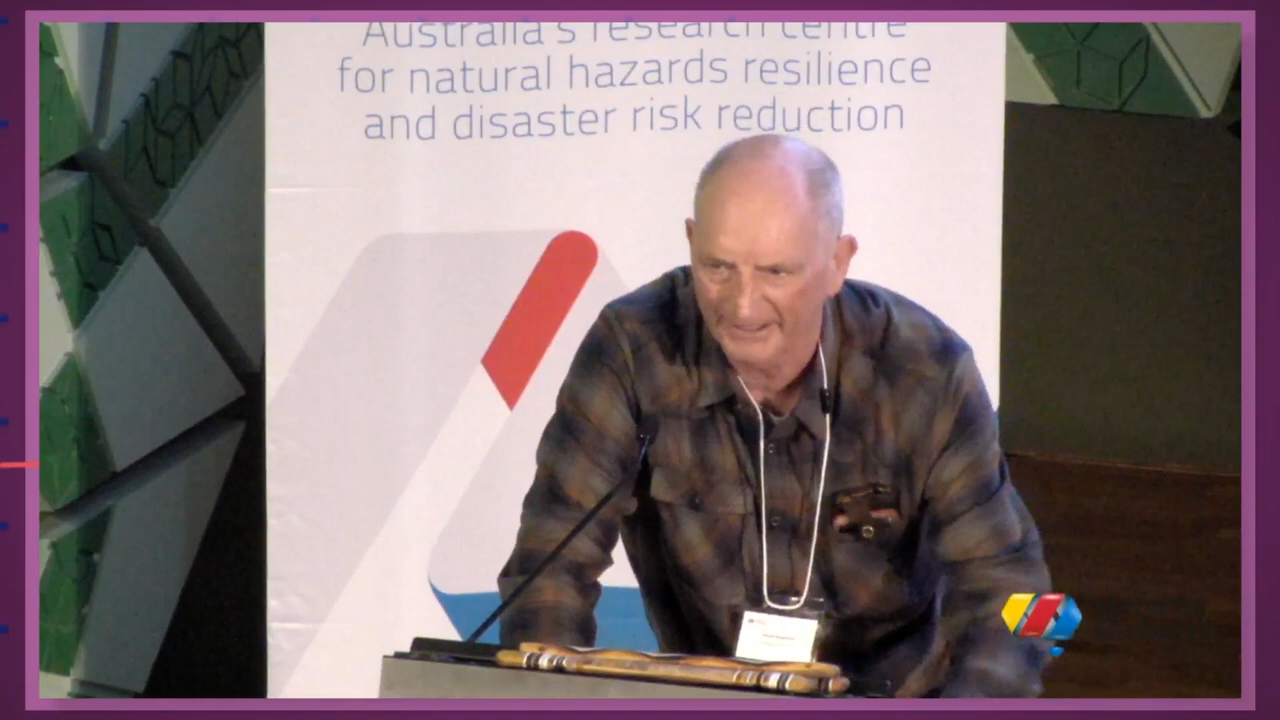 Australia's research centre
for natural hazards resilience
and disaster risk reduction